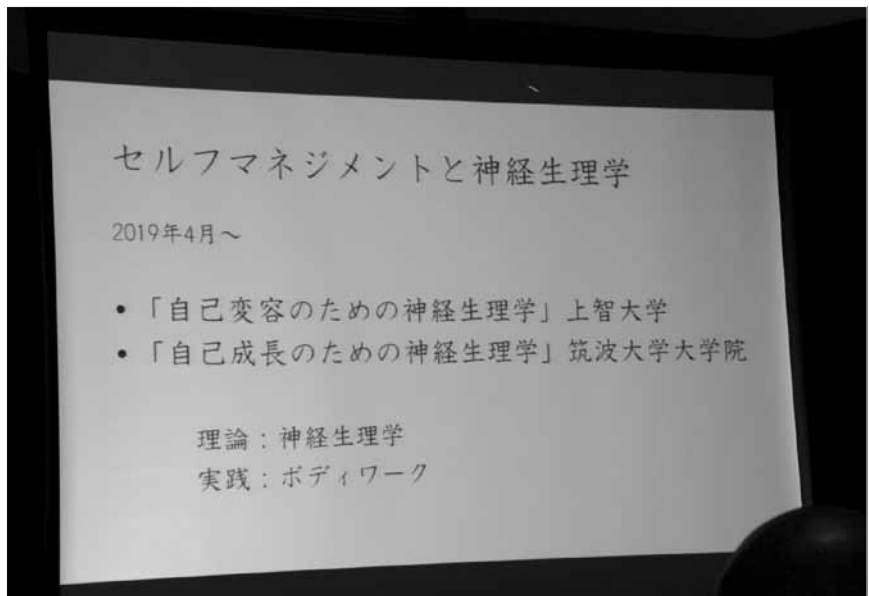 セルフマネジメントと神経生理学
2019年4月～
•「自己変容のための神経生理学」上智大学
•「自己成長のための神経生理学」筑波大学大学院
理論：神経生理学
実践：ボディワーク